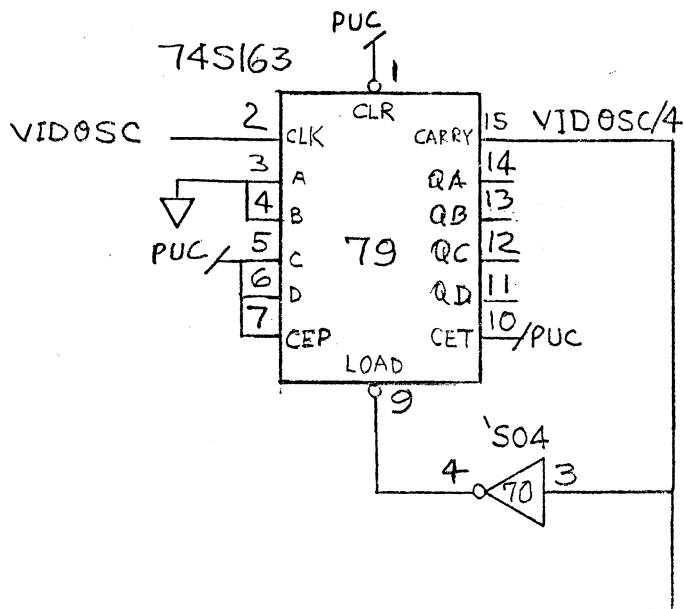 PUC
74S163
1
CLR
VIDOSC
2
CLK
CARRY
15
VIDOSC/4
3
A
QA
14
4
B
QB
13
PUC
5
C
79
QC
12
6
D
QD
11
7
CEP
CET
10
PUC
LOAD
9
'S04
4
70
3